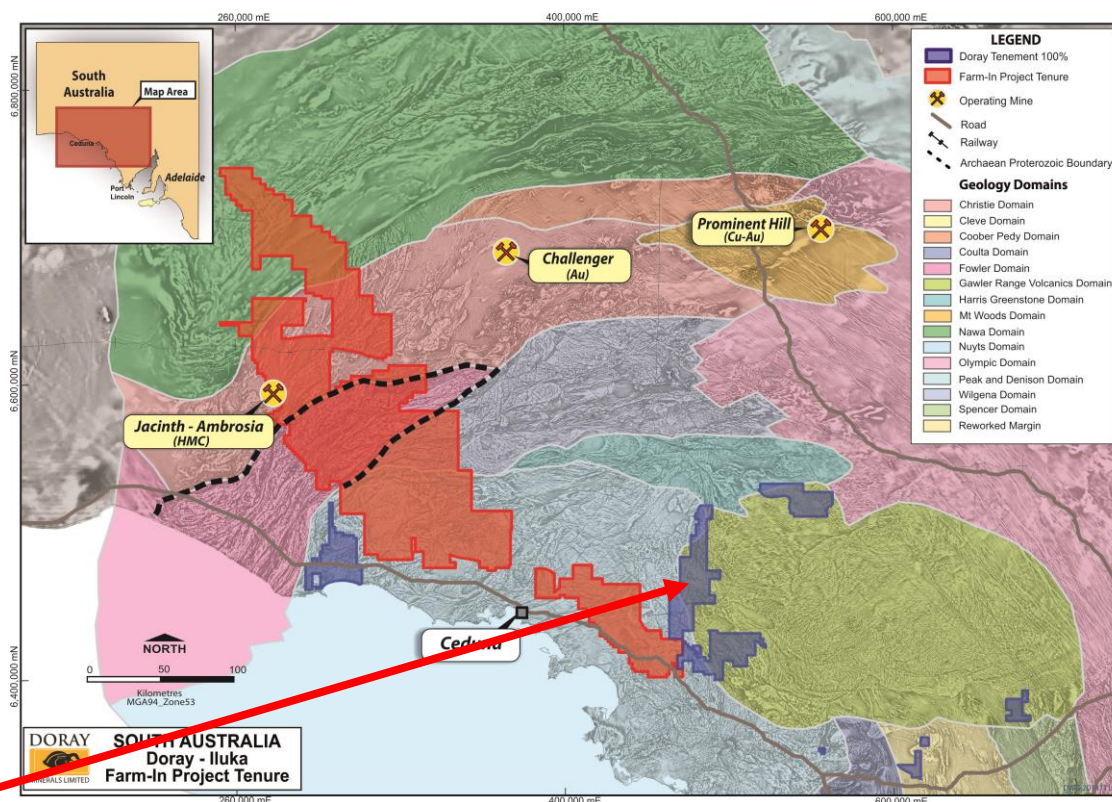 260,000 mE
400,000 mE
600,000 mE
6,800,000 mN
6,600,000 mN
6,400,000 mN
South
Australia
Map Area
Ceduna
Port
Lincoln
Adelaide
LEGEND
Doray Tenement 100%
Farm-In Project Tenure
Operating Mine
Road
Railway
Archaean Proterozoic Boundary
Geology Domains
Christie Domain
Cleve Domain
Coober Pedy Domain
Coulta Domain
Fowler Domain
Gawler Range Volcanics Domain
Harris Greenstone Domain
Mt Woods Domain
Nawa Domain
Nuyts Domain
Olympic Domain
Peak and Denison Domain
Wilgena Domain
Spencer Domain
Reworked Margin
Prominent Hill
(Cu-Au)
Challenger
(Au)
Jacinth - Ambrosia
(HMC)
Ceduna
NORTH
0 50 100
Kilometres
MGA94_Zone53
DORAY
MINERALS LIMITED
SOUTH AUSTRALIA
Doray - Iluka
Farm-In Project Tenure
260,000 mE
400,000 mE
600,000 mE